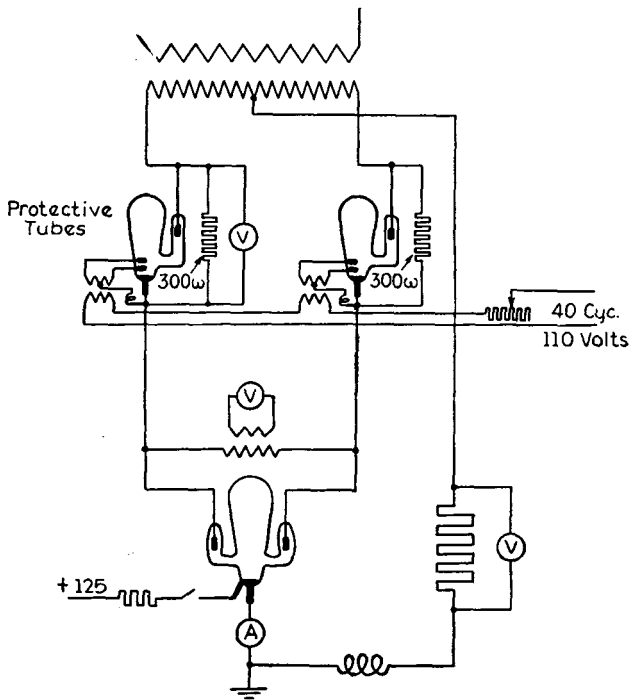 Protective
Tubes
V
300ω
300ω
40 Cyc.
110 Volts
V
+125
V
A